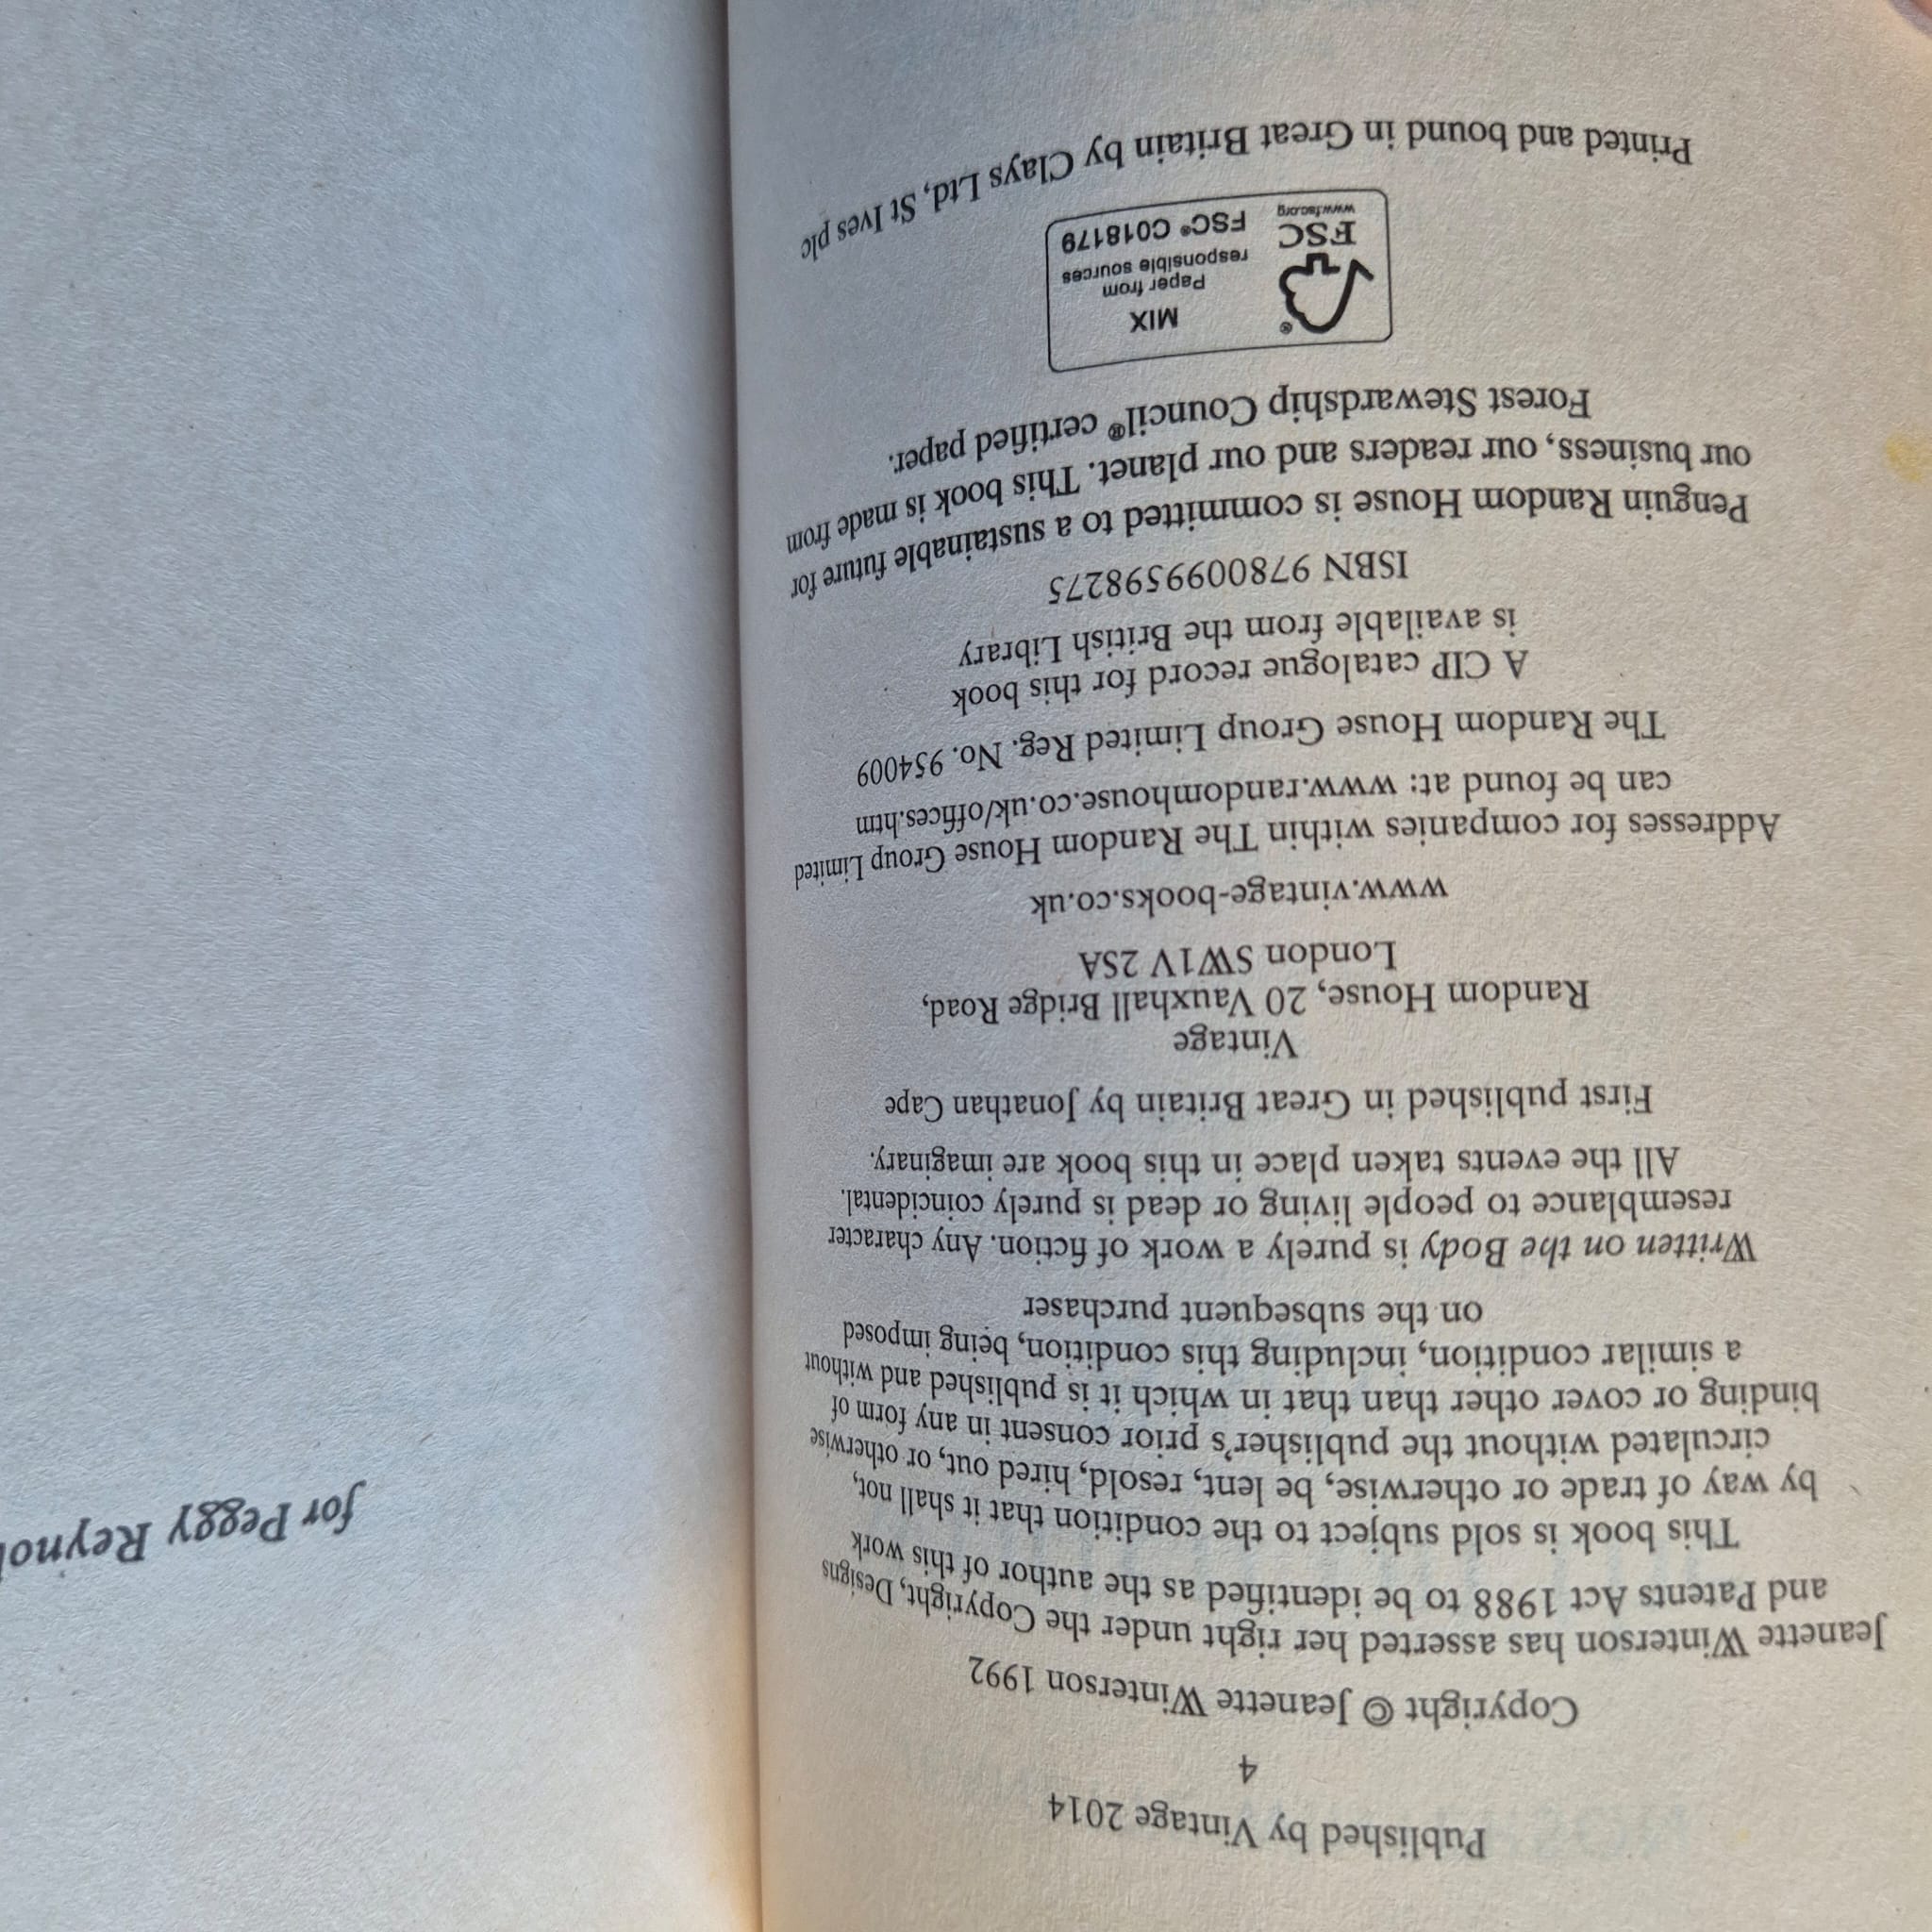 Published by Vintage 2014
4
Copyright © Jeanette Winterson 1992
Jeanette Winterson has asserted her right under the Copyright, Designs
and Patents Act 1988 to be identified as the author of this work
This book is sold subject to the condition that it shall not,
by way of trade or otherwise, be lent, resold, hired out, or otherwise
circulated without the publisher's prior consent in any form of
binding or cover other than that in which it is published and without
a similar condition, including this condition, being imposed
on the subsequent purchaser
Written on the Body is purely a work of fiction. Any character
resemblance to people living or dead is purely coincidental.
All the events taken place in this book are imaginary.
First published in Great Britain by Jonathan Cape
Vintage
Random House, 20 Vauxhall Bridge Road,
London SW1V 2SA
www.vintage-books.co.uk
Addresses for companies within The Random House Group Limited
can be found at: www.randomhouse.co.uk/offices.htm
The Random House Group Limited Reg. No. 954009
A CIP catalogue record for this book
is available from the British Library
ISBN 9780099598275
Penguin Random House is committed to a sustainable future for
our business, our readers and our planet. This book is made from
Forest Stewardship Council® certified paper.
®
FSC
www.fsc.org
MIX
Paper from
responsible sources
FSC® C018179
Printed and bound in Great Britain by Clays Ltd, St Ives plc
for Peggy